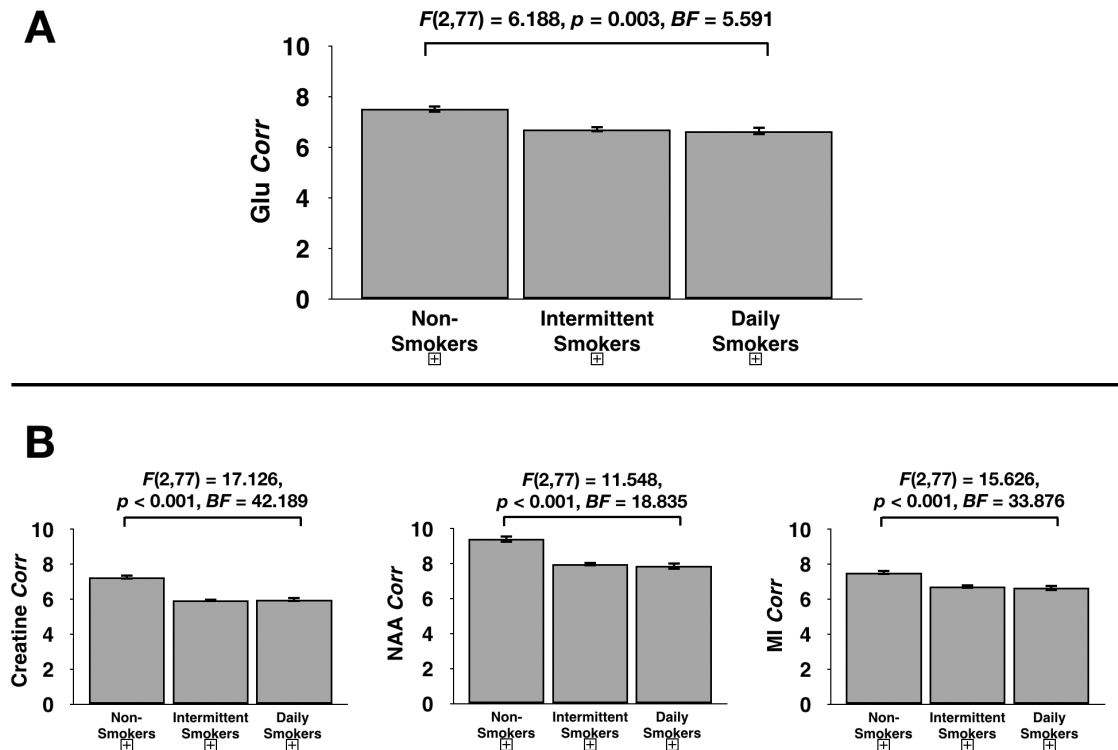 A
F(2,77) = 6.188, p = 0.003, BF = 5.591
10
8
6
4
2
0
Glu Corr
Non-
Smokers
Intermittent
Smokers
Daily
Smokers
B
F(2,77) = 17.126,
p < 0.001, BF = 42.189
10
8
6
4
2
0
Creatine Corr
Non-
Smokers
Intermittent
Smokers
Daily
Smokers
F(2,77) = 11.548,
p < 0.001, BF = 18.835
10
8
6
4
2
0
NAA Corr
Non-
Smokers
Intermittent
Smokers
Daily
Smokers
F(2,77) = 15.626,
p < 0.001, BF = 33.876
10
8
6
4
2
0
MI Corr
Non-
Smokers
Intermittent
Smokers
Daily
Smokers